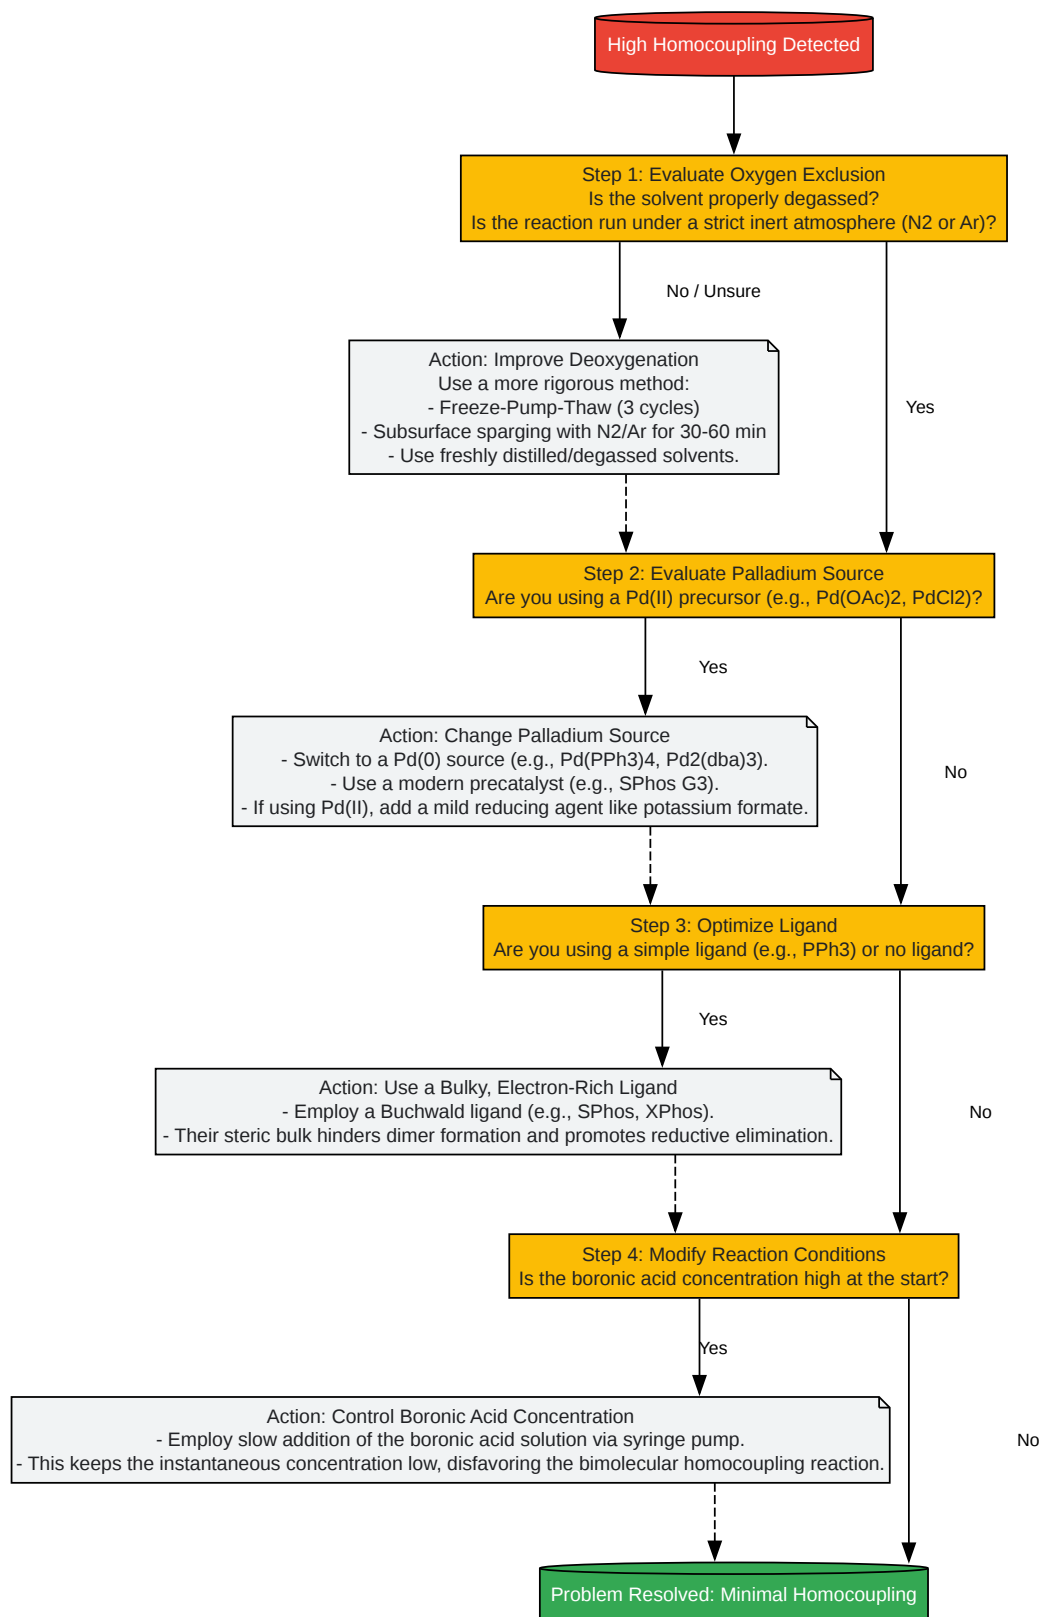 High Homocoupling Detected
Step 1: Evaluate Oxygen Exclusion
Is the solvent properly degassed?
Is the reaction run under a strict inert atmosphere (N2 or Ar)?
No / Unsure
Action: Improve Deoxygenation
Use a more rigorous method:
- Freeze-Pump-Thaw (3 cycles)
- Subsurface sparging with N2/Ar for 30-60 min
- Use freshly distilled/degassed solvents.
Yes
Step 2: Evaluate Palladium Source
Are you using a Pd(II) precursor (e.g., Pd(OAc)2, PdCl2)?
Yes
Action: Change Palladium Source
- Switch to a Pd(0) source (e.g., Pd(PPh3)4, Pd2(dba)3).
- Use a modern precatalyst (e.g., SPhos G3).
- If using Pd(II), add a mild reducing agent like potassium formate.
No
Step 3: Optimize Ligand
Are you using a simple ligand (e.g., PPh3) or no ligand?
Yes
Action: Use a Bulky, Electron-Rich Ligand
- Employ a Buchwald ligand (e.g., SPhos, XPhos).
- Their steric bulk hinders dimer formation and promotes reductive elimination.
No
Step 4: Modify Reaction Conditions
Is the boronic acid concentration high at the start?
Yes
Action: Control Boronic Acid Concentration
- Employ slow addition of the boronic acid solution via syringe pump.
- This keeps the instantaneous concentration low, disfavoring the bimolecular homocoupling reaction.
No
Problem Resolved: Minimal Homocoupling